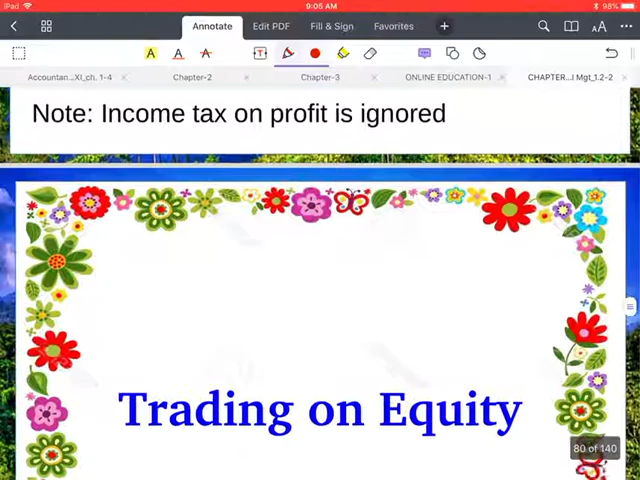 iPad
9:05 AM
98%
Annotate
Edit PDF
Fill & Sign
Favorites
+
AA
A
A
A
T
Accountan...XI_ch. 1-4
Chapter-2
Chapter-3
ONLINE EDUCATION-1
CHAPTER...l Mgt_1.2-2
Note: Income tax on profit is ignored
Trading on Equity
80 of 140